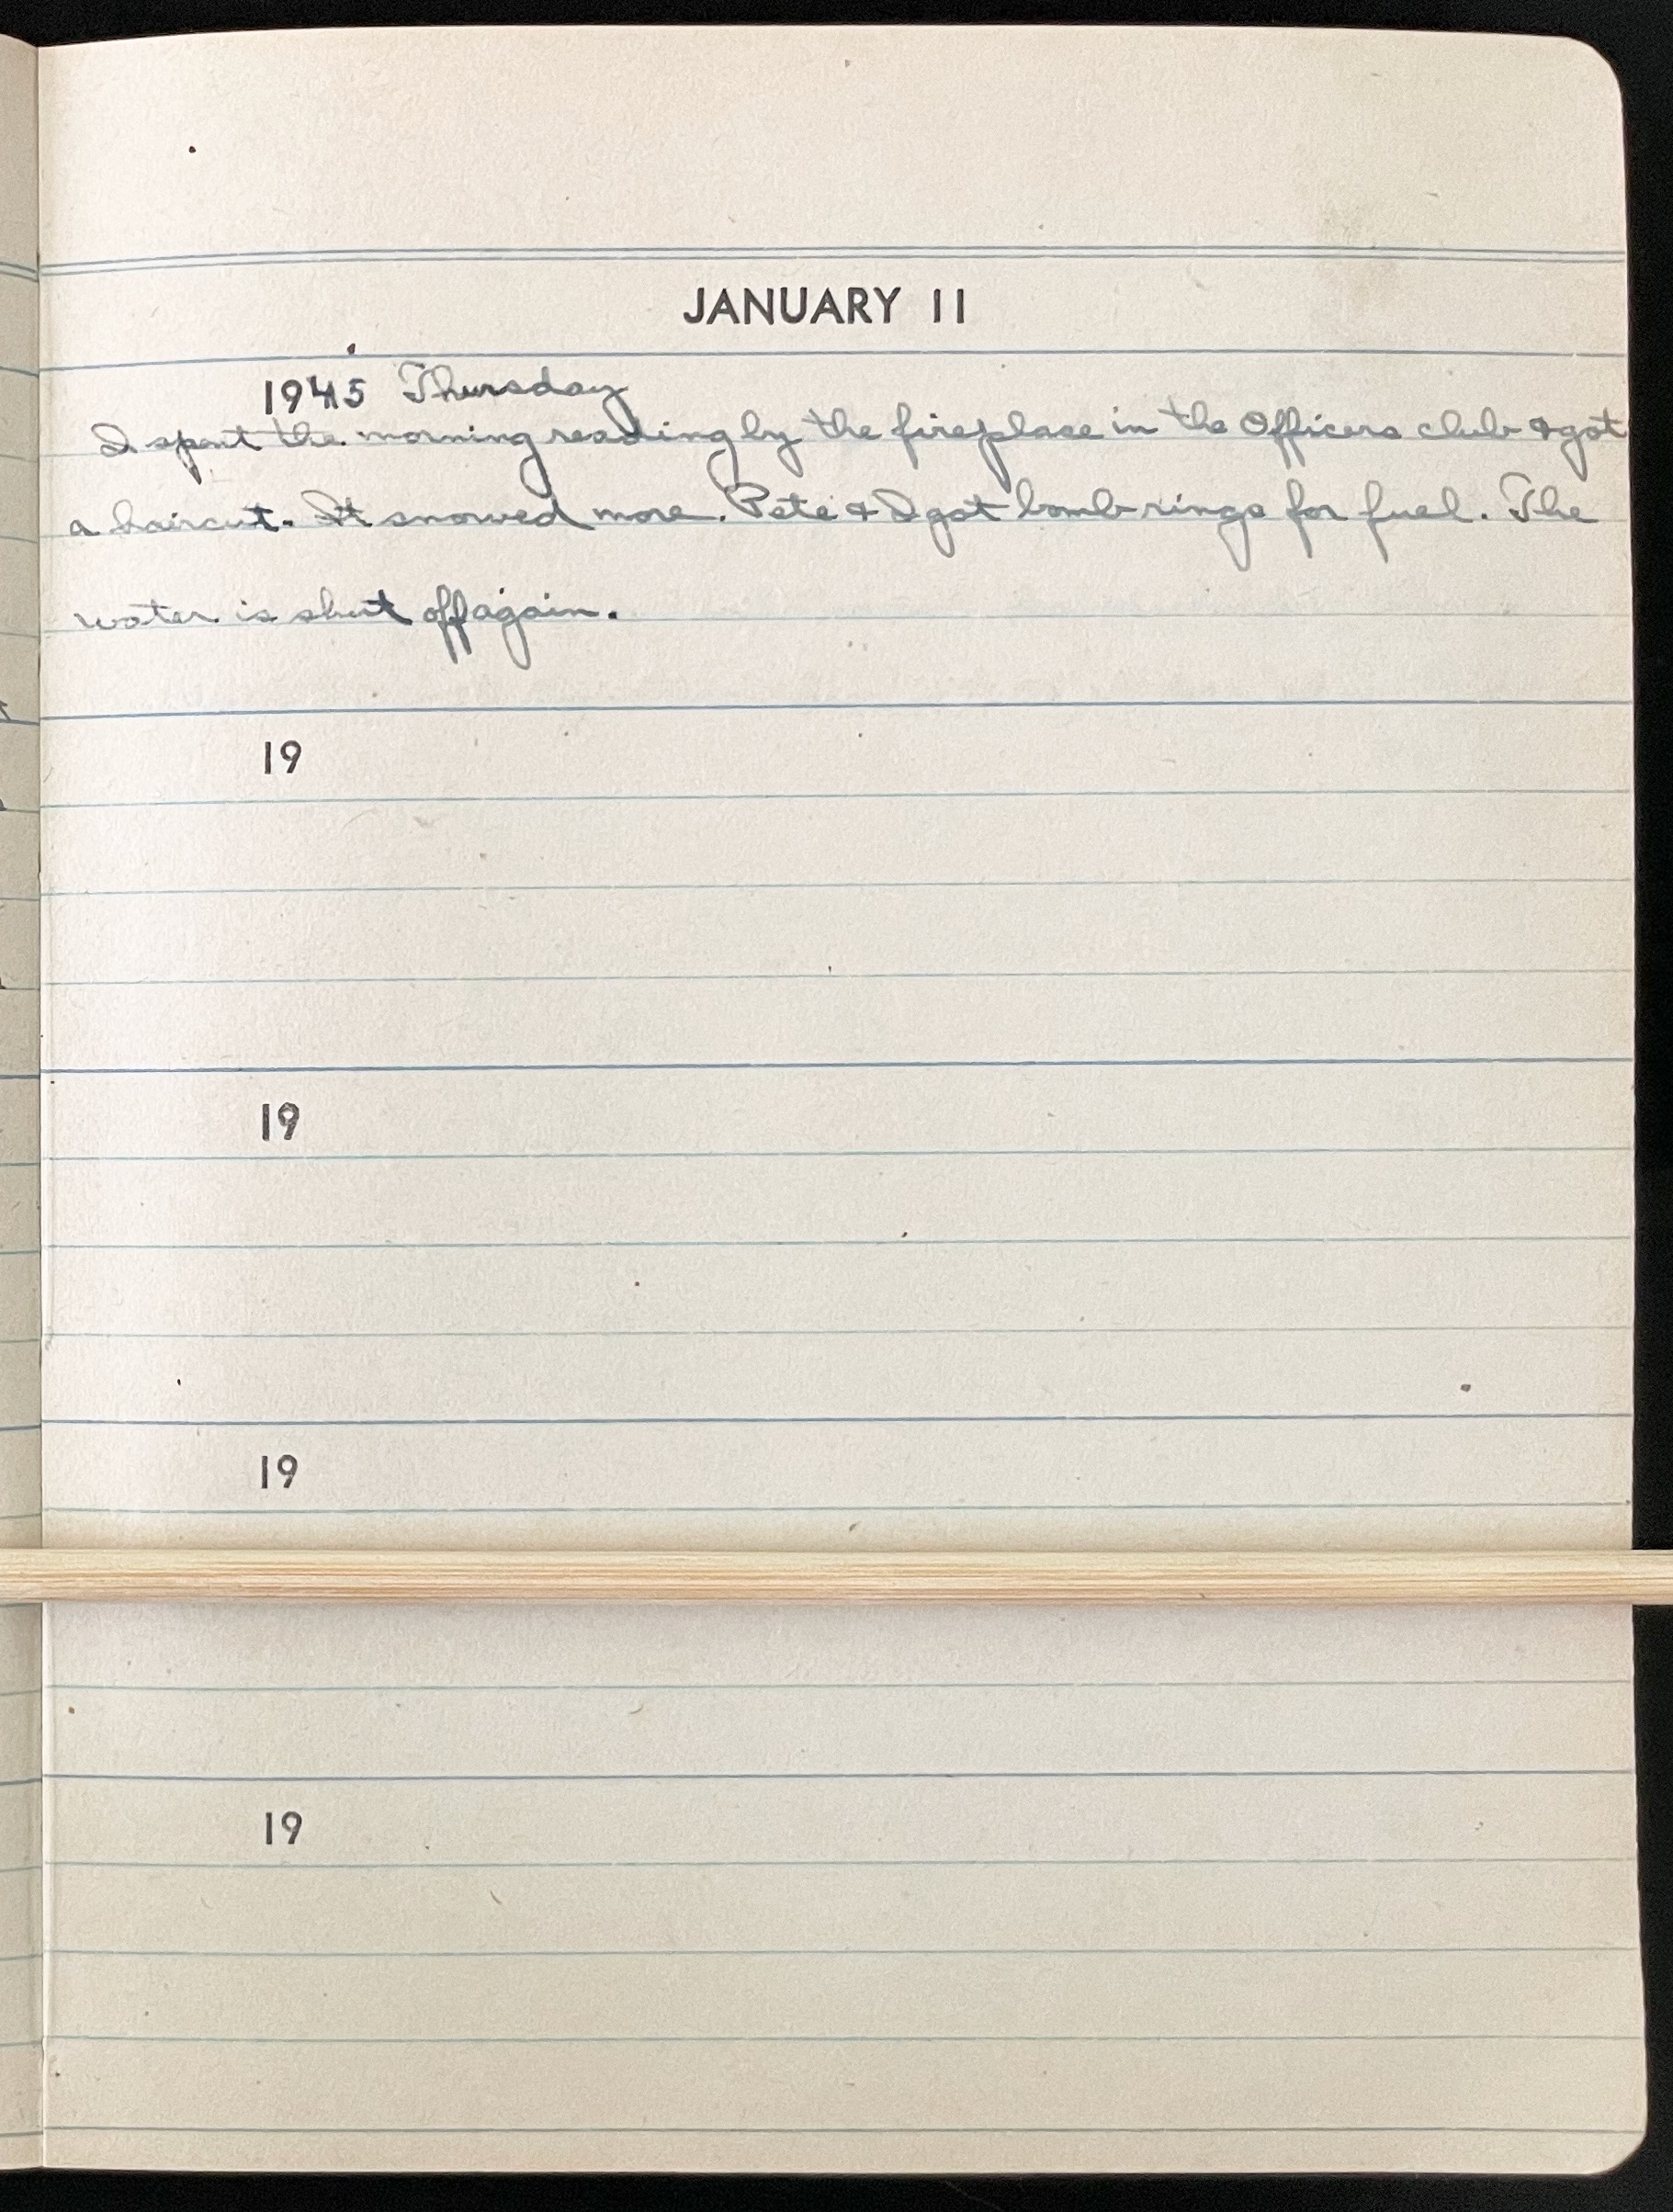 JANUARY 11
1945 Thursday
I spent the morning reading by the fireplace in the Officers club & got
a haircut. It snowed more. Pete & I got bomb rings for fuel. The
water is shut off again.
19
19
19
19